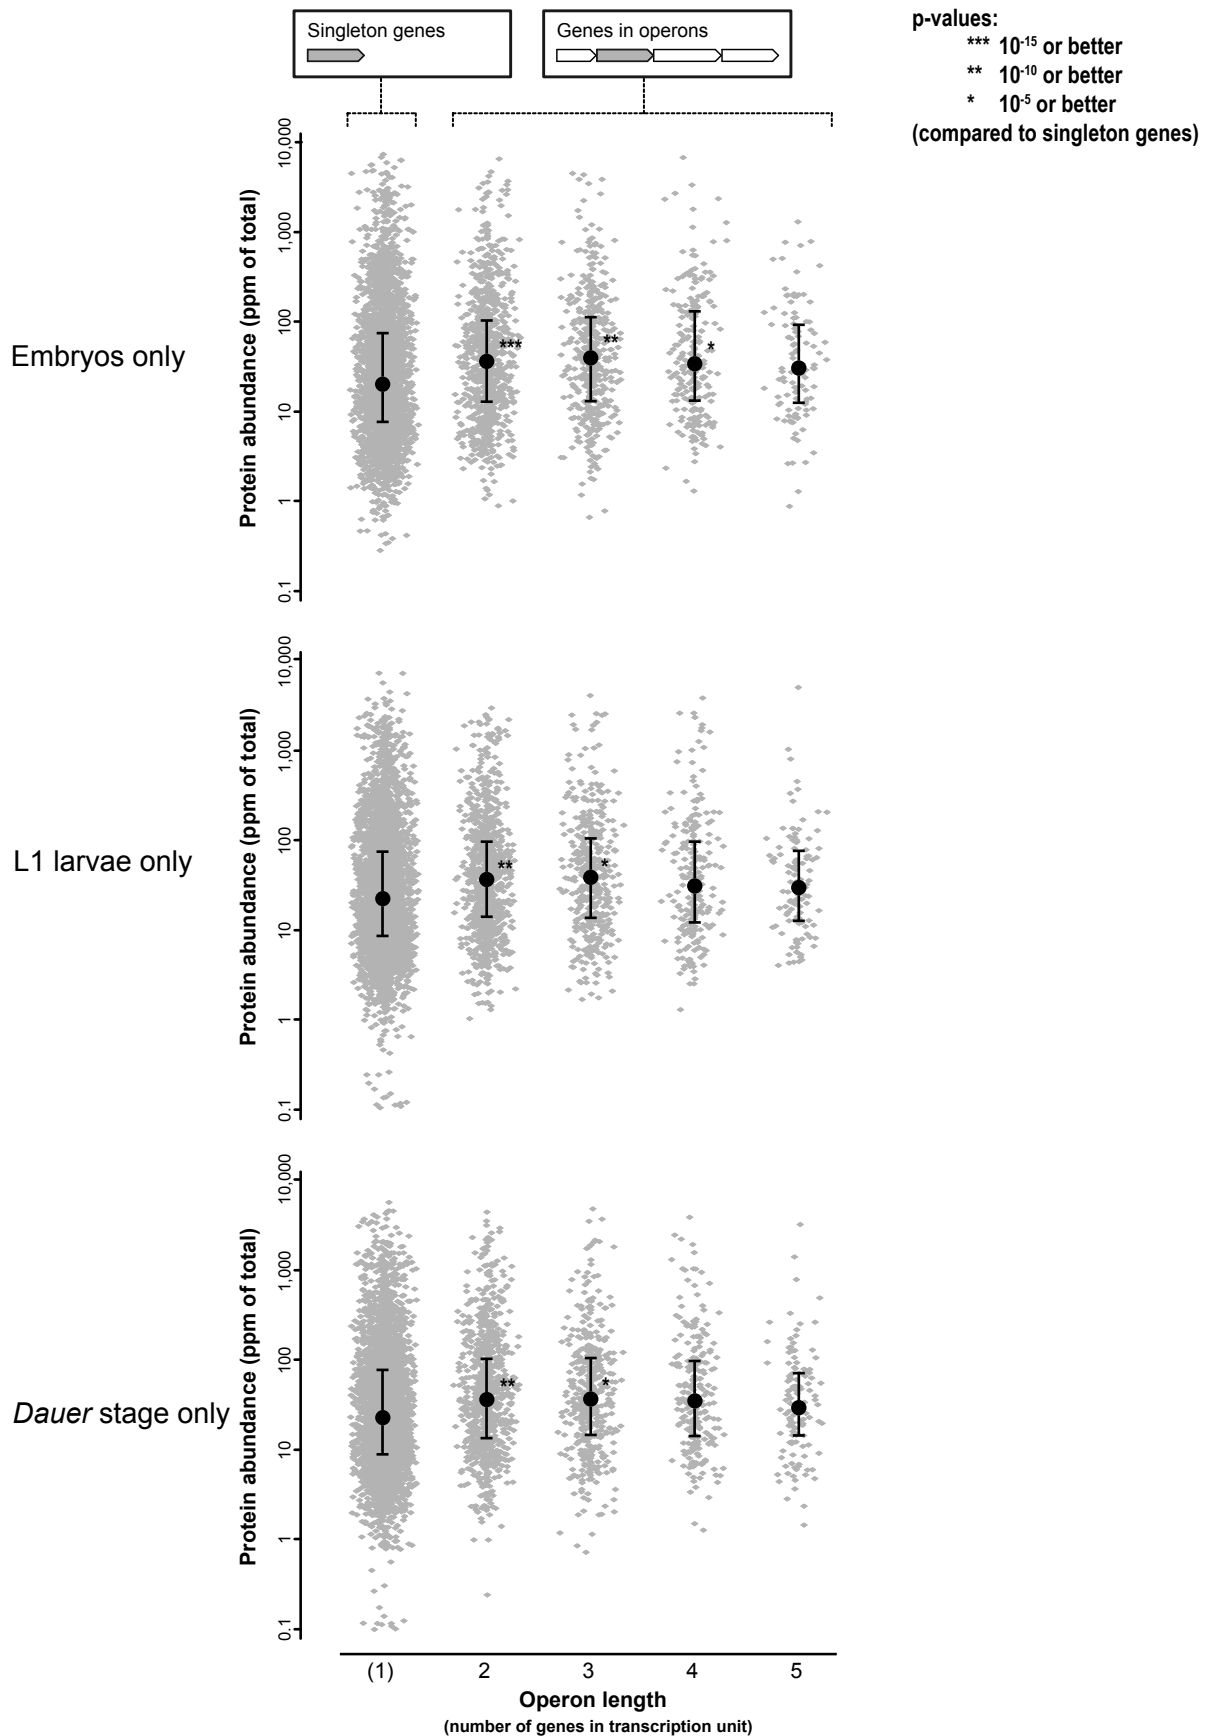 Singleton genes
Genes in operons
p-values:
*** 10-15 or better
** 10-10 or better
* 10-5 or better
(compared to singleton genes)
Embryos only
Protein abundance (ppm of total)
10,000
1,000
100
10
1
0.1
***
**
*
L1 larvae only
Protein abundance (ppm of total)
10,000
1,000
100
10
1
0.1
**
*
Dauer stage only
Protein abundance (ppm of total)
10,000
1,000
100
10
1
0.1
**
*
(1) 2 3 4 5
Operon length
(number of genes in transcription unit)